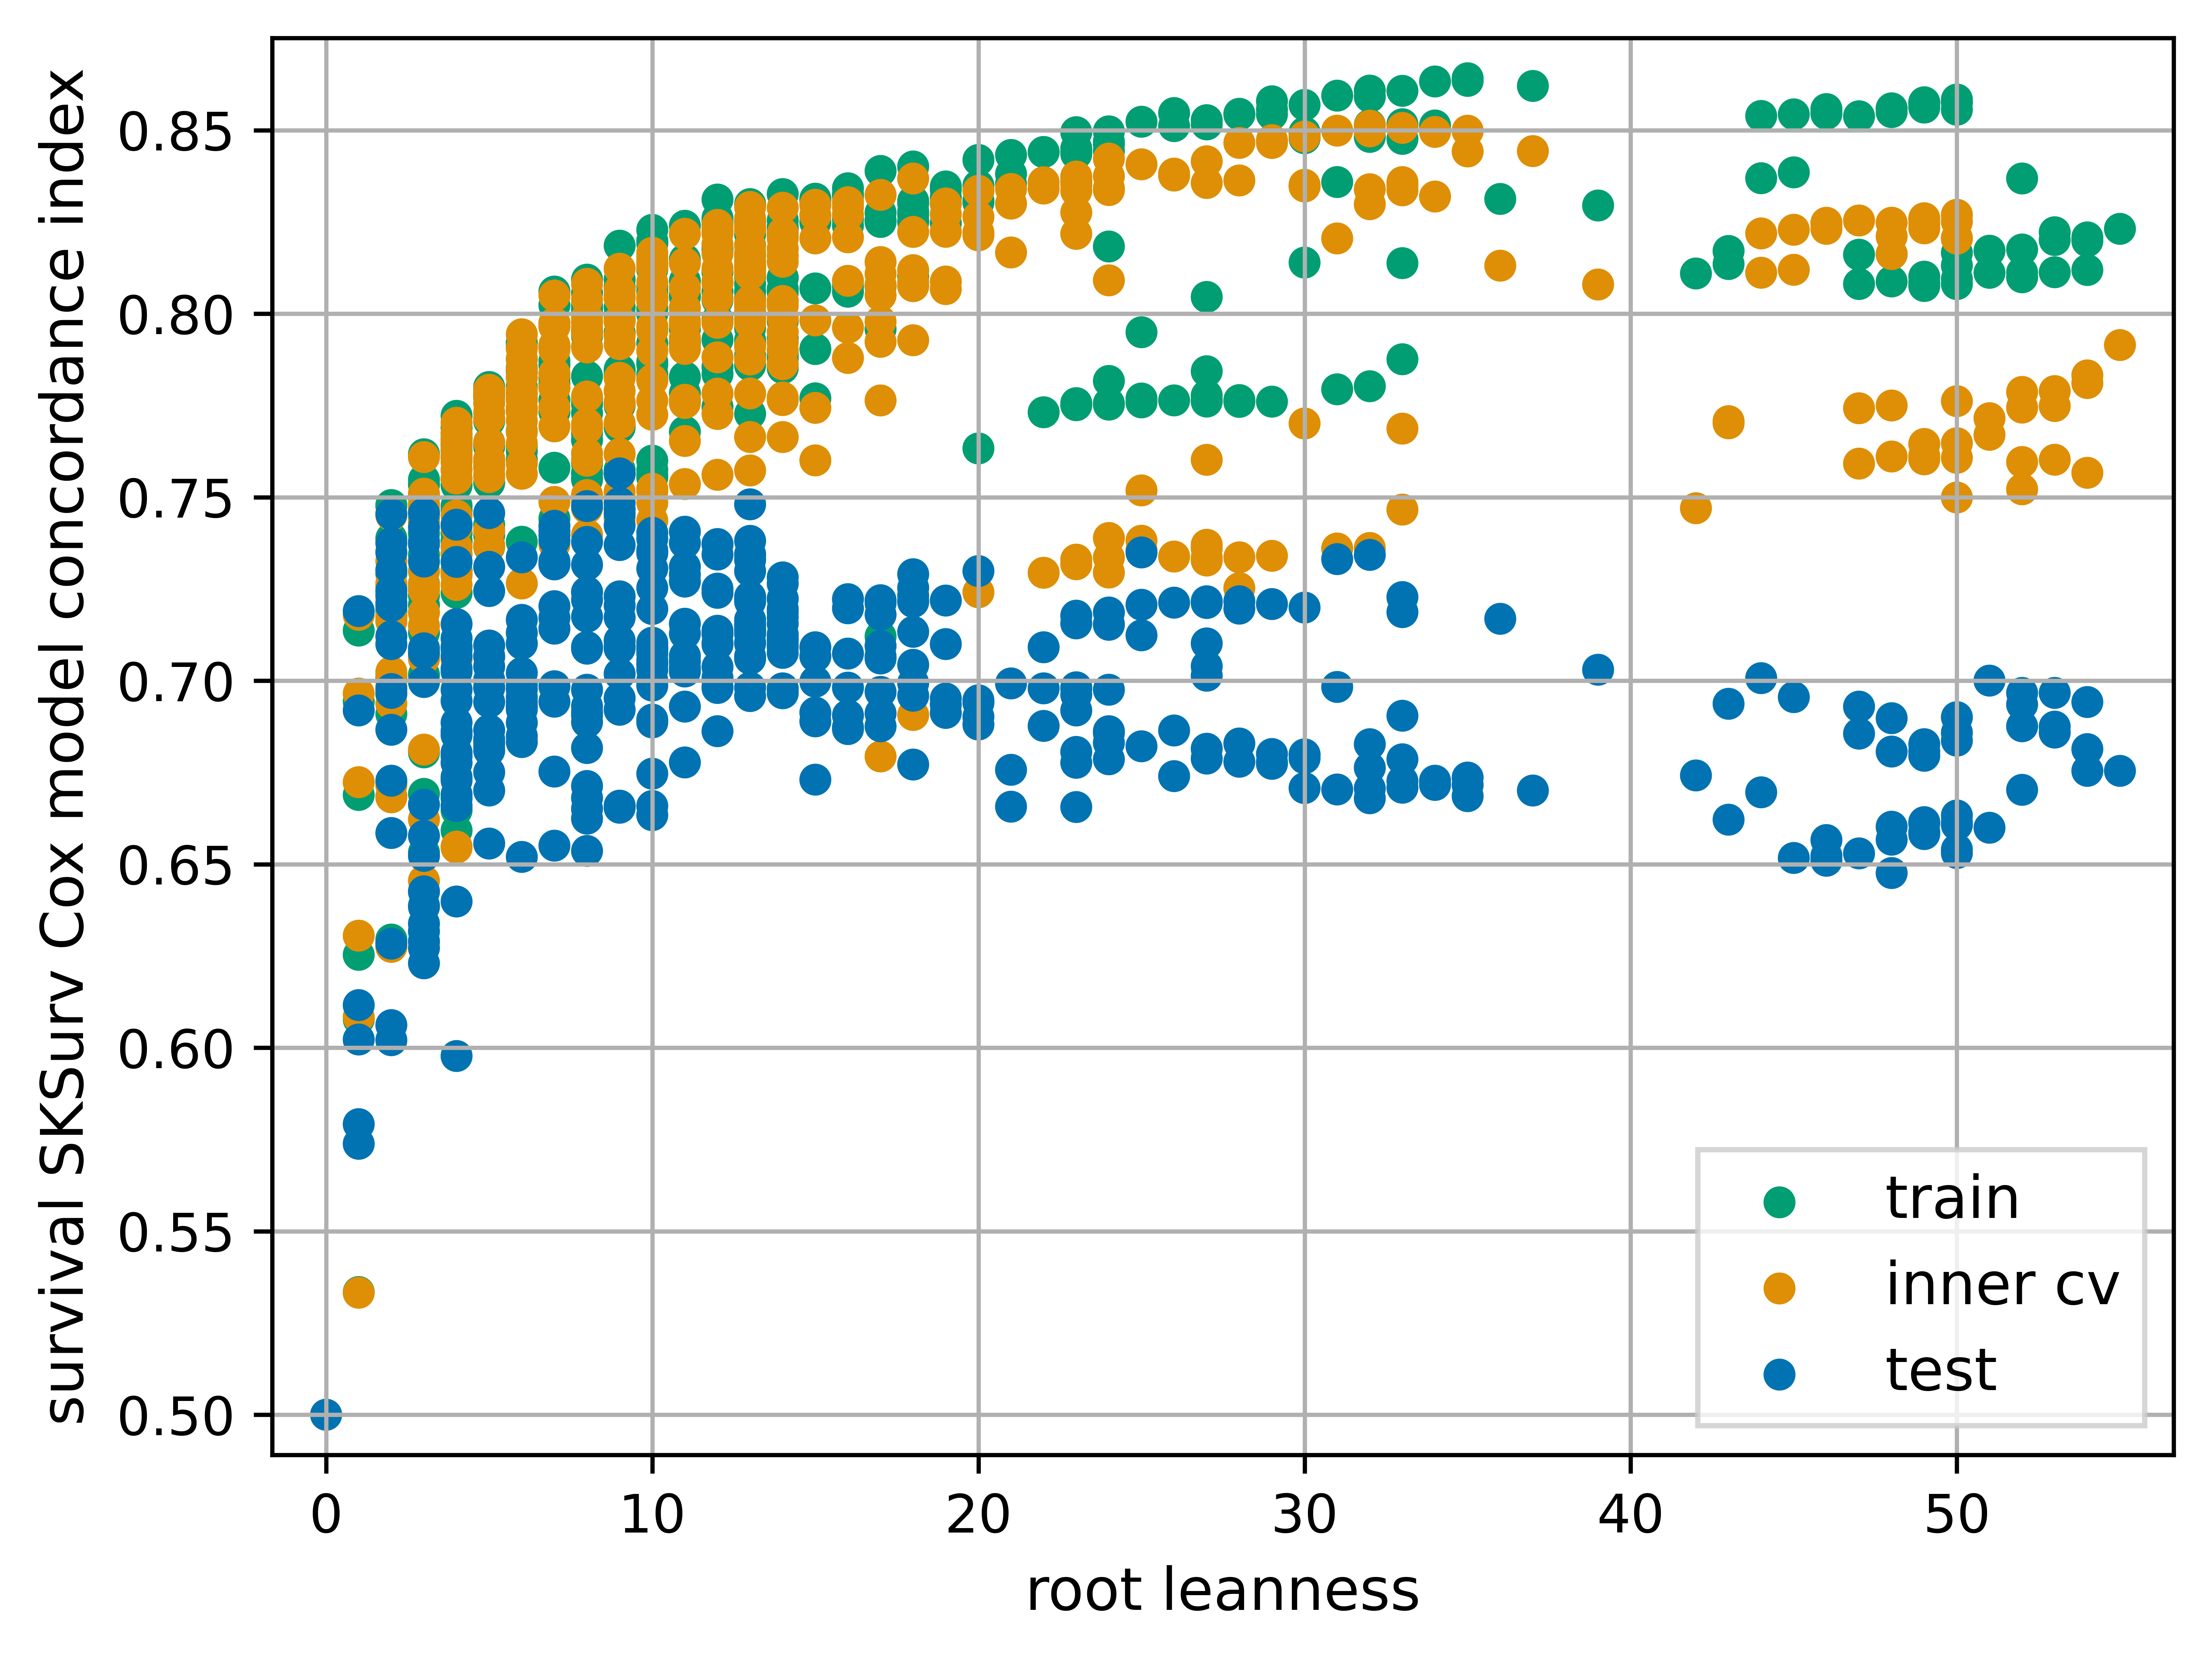 survival SKSurv Cox model concordance index
0.85
0.80
0.75
0.70
0.65
0.60
0.55
0.50
train
inner cv
test
0 10 20 30 40 50
root leanness